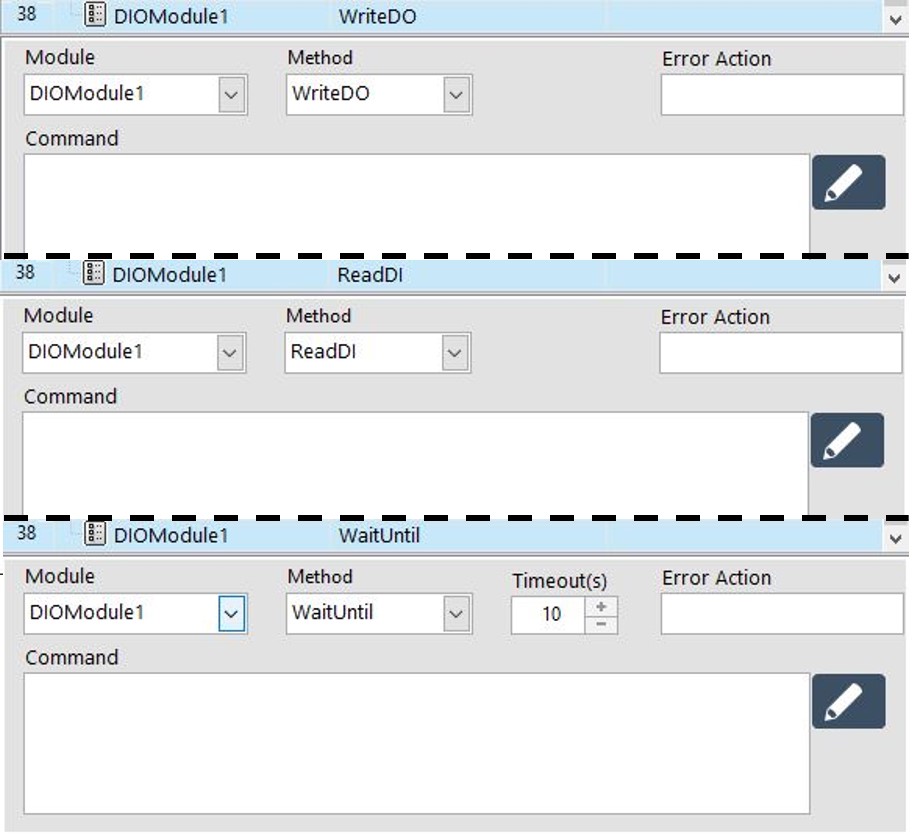 38 DIOModule1 WriteDO
Module Method Error Action
DIOModule1 WriteDO
Command
38 DIOModule1 ReadDI
Module Method Error Action
DIOModule1 ReadDI
Command
38 DIOModule1 WaitUntil
Module Method Timeout(s) Error Action
DIOModule1 WaitUntil 10
Command